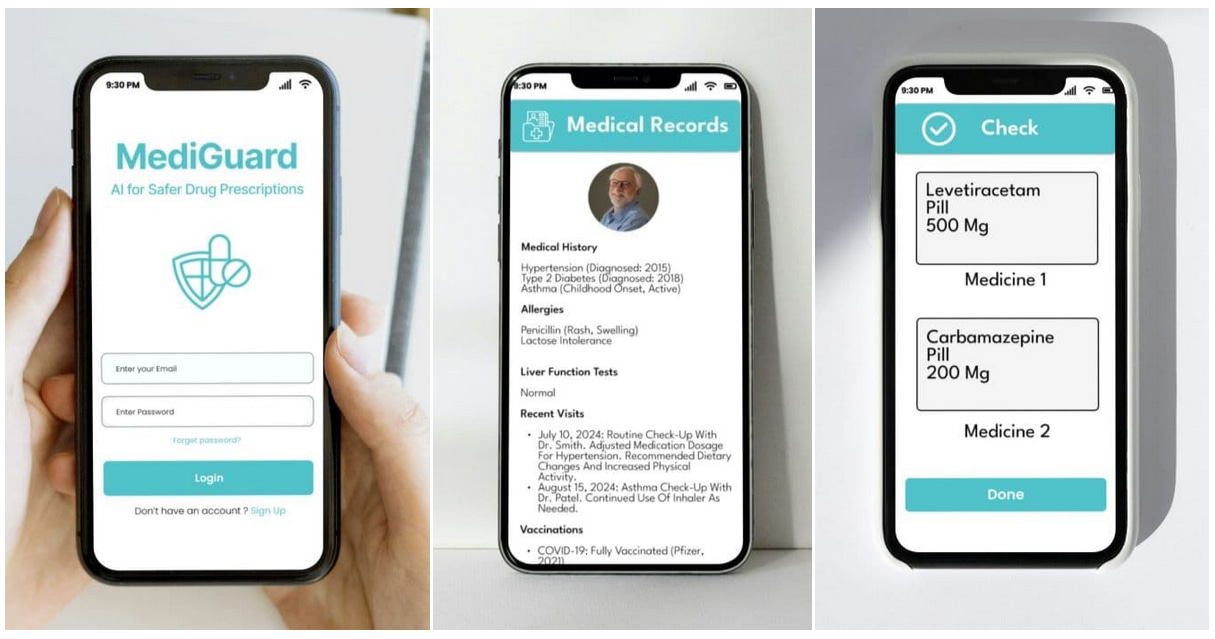 9:30 PM
MediGuard
AI for Safer Drug Prescriptions
Enter your Email
Enter Password
Forget password?
Login
Don't have an account ? Sign Up
9:30 PM
Medical Records
Medical History
Hypertension (Diagnosed: 2015)
Type 2 Diabetes (Diagnosed: 2018)
Asthma (Childhood Onset, Active)
Allergies
Penicillin (Rash, Swelling)
Lactose Intolerance
Liver Function Tests
Normal
Recent Visits
• July 10, 2024: Routine Check-Up With
Dr. Smith. Adjusted Medication Dosage
For Hypertension. Recommended Dietary
Changes And Increased Physical
Activity.
• August 15, 2024: Asthma Check-Up With
Dr. Patel. Continued Use Of Inhaler As
Needed.
Vaccinations
• COVID-19: Fully Vaccinated (Pfizer,
2021)
9:30 PM
Check
Levetiracetam
Pill
500 Mg
Medicine 1
Carbamazepine
Pill
200 Mg
Medicine 2
Done